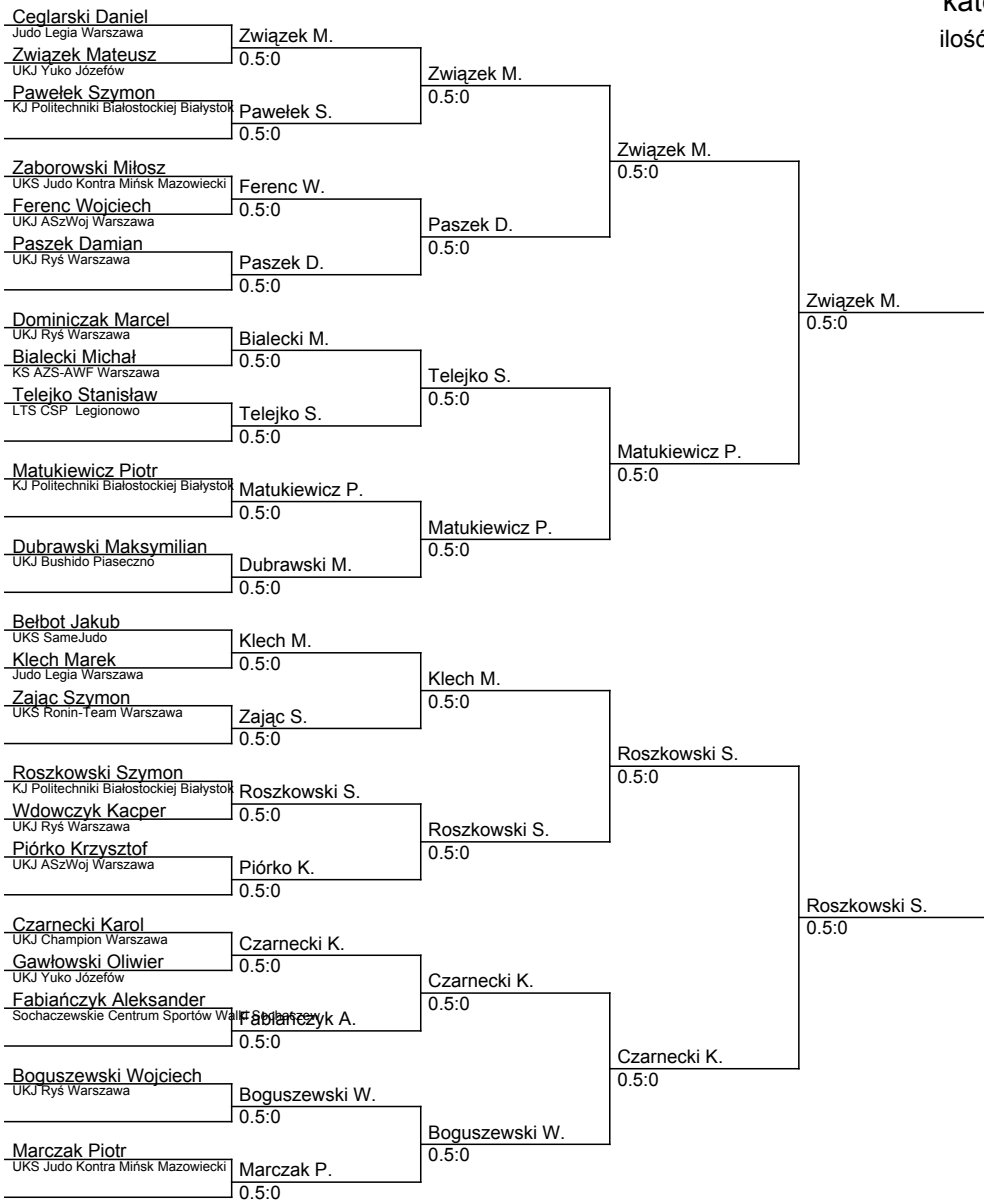 kat
ilość
Ceglarski Daniel
Judo Legia Warszawa
Związek Mateusz
UKJ Yuko Józefów
Pawełek Szymon
KJ Politechniki Białostockiej Białystok
Zaborowski Miłosz
UKS Judo Kontra Mińsk Mazowiecki
Ferenc Wojciech
UKJ ASzWoj Warszawa
Paszek Damian
UKJ Ryś Warszawa
Dominiczak Marcel
UKJ Ryś Warszawa
Bialecki Michał
KS AZS-AWF Warszawa
Telejko Stanisław
LTS CSP  Legionowo
Matukiewicz Piotr
KJ Politechniki Białostockiej Białystok
Dubrawski Maksymilian
UKJ Bushido Piaseczno
Bełbot Jakub
UKS SameJudo
Klech Marek
Judo Legia Warszawa
Zając Szymon
UKS Ronin-Team Warszawa
Roszkowski Szymon
KJ Politechniki Białostockiej Białystok
Wdowczyk Kacper
UKJ Ryś Warszawa
Piórko Krzysztof
UKJ ASzWoj Warszawa
Czarnecki Karol
UKJ Champion Warszawa
Gawłowski Oliwier
UKJ Yuko Józefów
Fabiańczyk Aleksander
Sochaczewskie Centrum Sportów Walki Sochaczew
Boguszewski Wojciech
UKJ Ryś Warszawa
Marczak Piotr
UKS Judo Kontra Mińsk Mazowiecki
Związek M.
0.5:0
Pawełek S.
0.5:0
Ferenc W.
0.5:0
Paszek D.
0.5:0
Bialecki M.
0.5:0
Telejko S.
0.5:0
Matukiewicz P.
0.5:0
Dubrawski M.
0.5:0
Klech M.
0.5:0
Zając S.
0.5:0
Roszkowski S.
0.5:0
Piórko K.
0.5:0
Czarnecki K.
0.5:0
Fabiańczyk A.
0.5:0
Boguszewski W.
0.5:0
Marczak P.
0.5:0
Związek M.
0.5:0
Paszek D.
0.5:0
Telejko S.
0.5:0
Matukiewicz P.
0.5:0
Klech M.
0.5:0
Roszkowski S.
0.5:0
Czarnecki K.
0.5:0
Boguszewski W.
0.5:0
Związek M.
0.5:0
Matukiewicz P.
0.5:0
Roszkowski S.
0.5:0
Czarnecki K.
0.5:0
Związek M.
0.5:0
Roszkowski S.
0.5:0